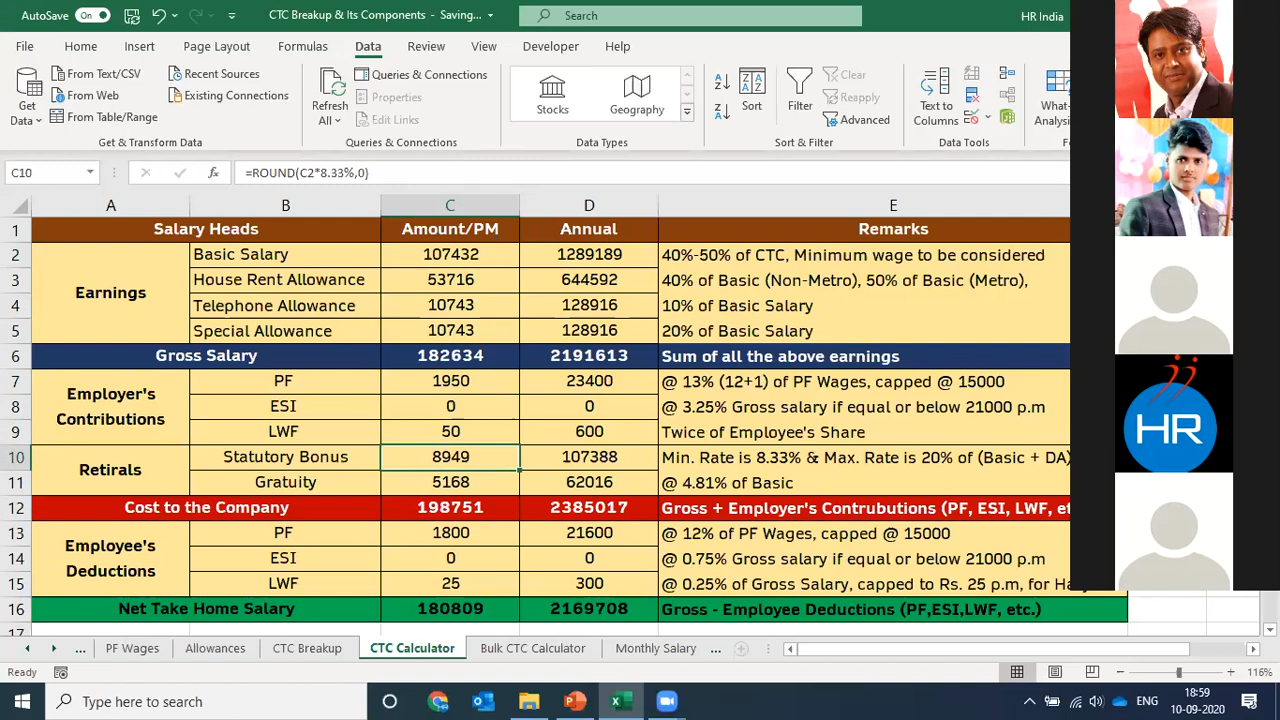 AutoSave On CTC Breakup & Its Components - Saving... Search HR India
File Home Insert Page Layout Formulas Data Review View Developer Help
Get Data From Text/CSV From Web From Table/Range Recent Sources Existing Connections
Refresh All Queries & Connections Properties Edit Links
Stocks Geography
Sort Filter Clear Reapply Advanced
Text to Columns What- Analysis
Get & Transform Data Queries & Connections Data Types Sort & Filter Data Tools
C10 fx =ROUND(C2*8.33%,0)
A B C D E
1 Salary Heads Amount/PM Annual Remarks
2 Earnings Basic Salary 107432 1289189 40%-50% of CTC, Minimum wage to be considered
3 House Rent Allowance 53716 644592 40% of Basic (Non-Metro), 50% of Basic (Metro),
4 Telephone Allowance 10743 128916 10% of Basic Salary
5 Special Allowance 10743 128916 20% of Basic Salary
6 Gross Salary 182634 2191613 Sum of all the above earnings
7 Employer's Contributions PF 1950 23400 @ 13% (12+1) of PF Wages, capped @ 15000
8 ESI 0 0 @ 3.25% Gross salary if equal or below 21000 p.m
9 LWF 50 600 Twice of Employee's Share
10 Retirals Statutory Bonus 8949 107388 Min. Rate is 8.33% & Max. Rate is 20% of (Basic + DA)
11 Gratuity 5168 62016 @ 4.81% of Basic
12 Cost to the Company 198751 2385017 Gross + Employer's Contrubutions (PF, ESI, LWF, et
13 Employee's Deductions PF 1800 21600 @ 12% of PF Wages, capped @ 15000
14 ESI 0 0 @ 0.75% Gross salary if equal or below 21000 p.m
15 LWF 25 300 @ 0.25% of Gross Salary, capped to Rs. 25 p.m, for Ha
16 Net Take Home Salary 180809 2169708 Gross - Employee Deductions (PF,ESI,LWF, etc.)
17
HR
... PF Wages Allowances CTC Breakup CTC Calculator Bulk CTC Calculator Monthly Salary ...
Ready 116%
Type here to search ENG 18:59
10-09-2020